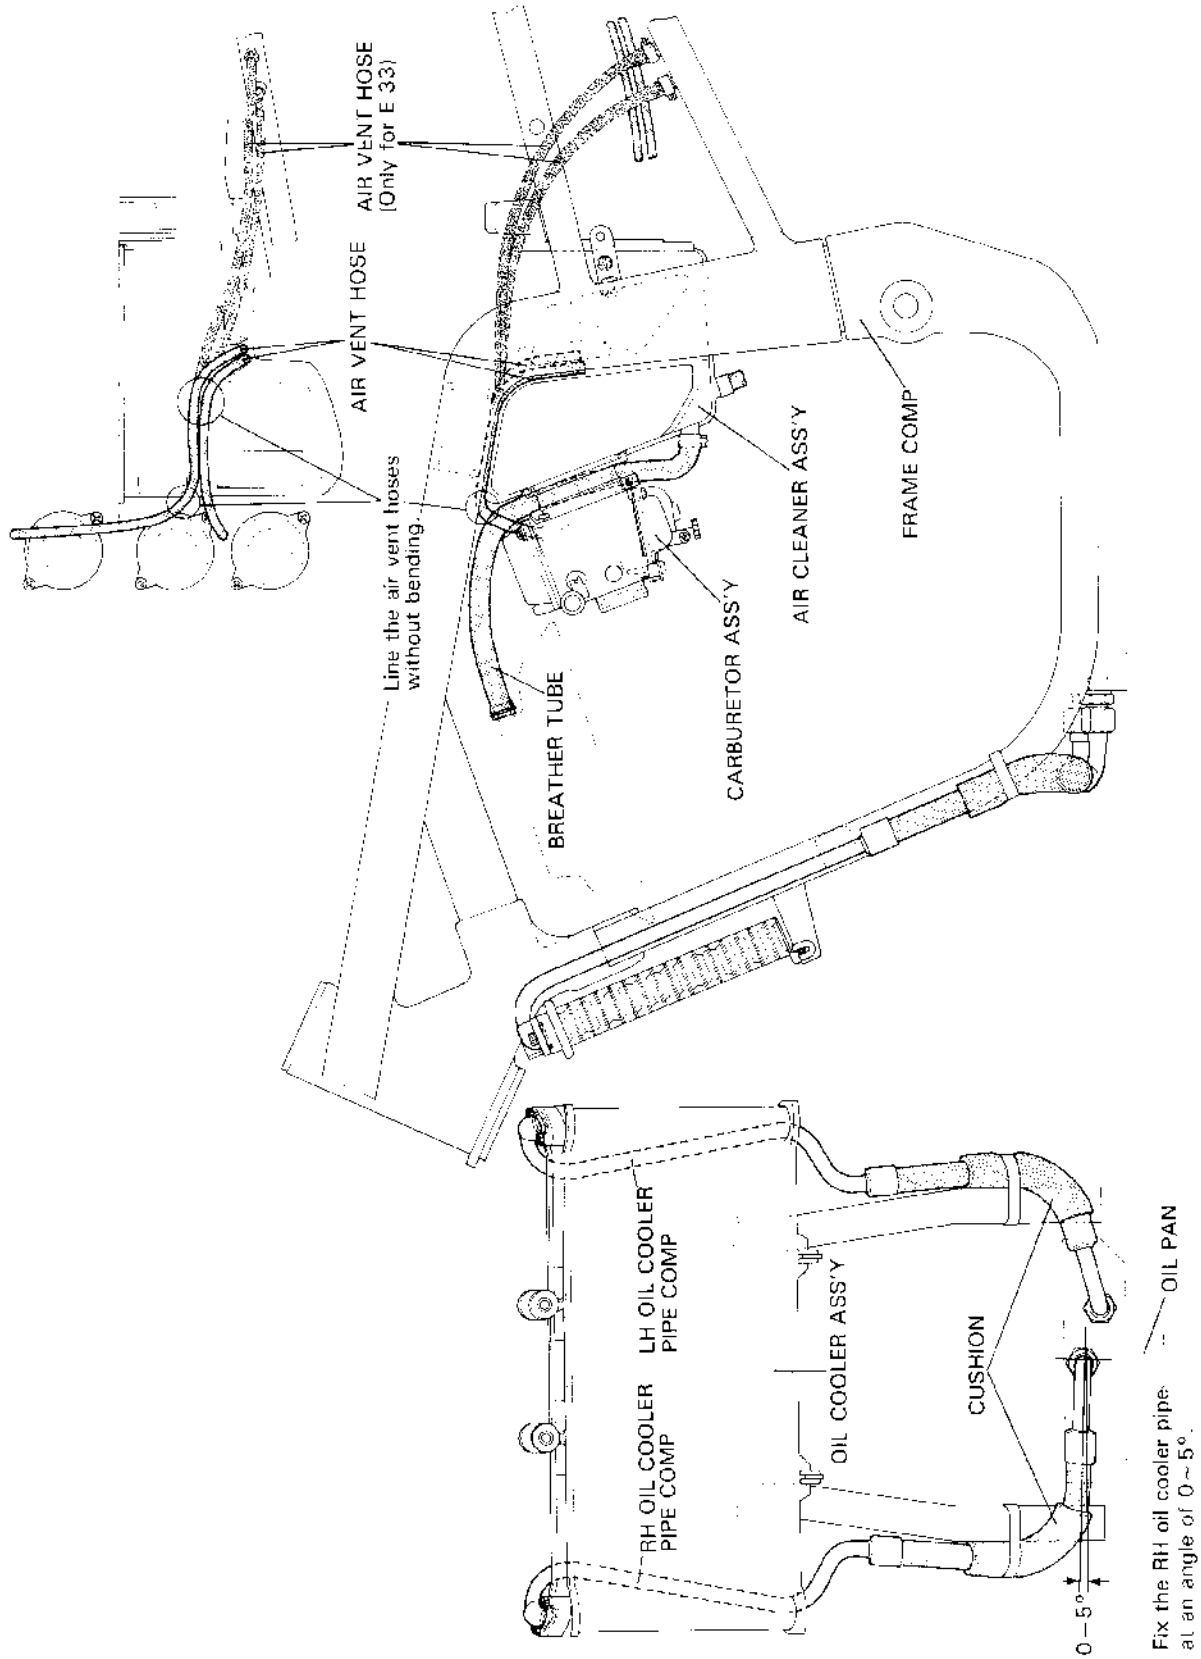 AIR VENT HOSE
(Only for E 33)
AIR VENT HOSE
Line the air vent hoses
without bending.
BREATHER TUBE
CARBURETOR ASS'Y
AIR CLEANER ASS'Y
FRAME COMP
RH OIL COOLER
PIPE COMP
LH OIL COOLER
PIPE COMP
OIL COOLER ASS'Y
CUSHION
OIL PAN
0~5°
Fix the RH oil cooler pipe
at an angle of 0~5°.